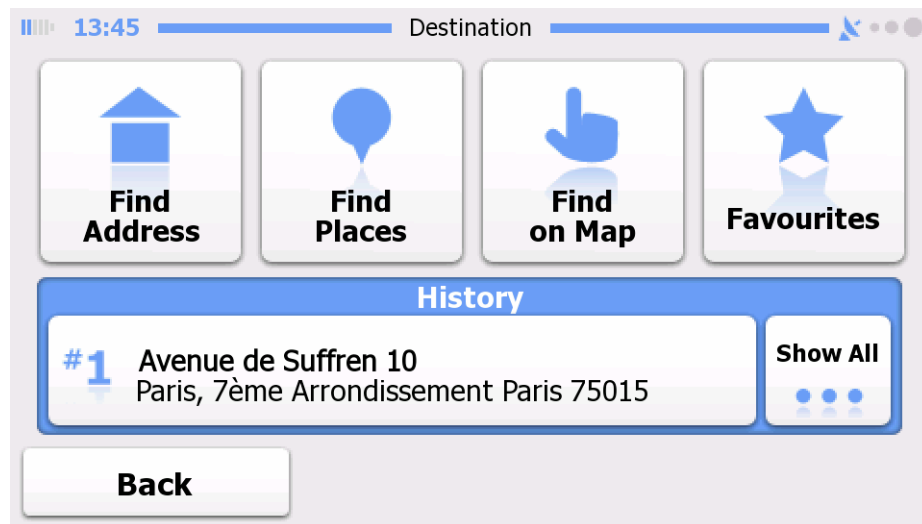 13:45 Destination
Find Address
Find Places
Find on Map
Favourites
History
#1 Avenue de Suffren 10
Paris, 7ème Arrondissement Paris 75015
Show All
Back